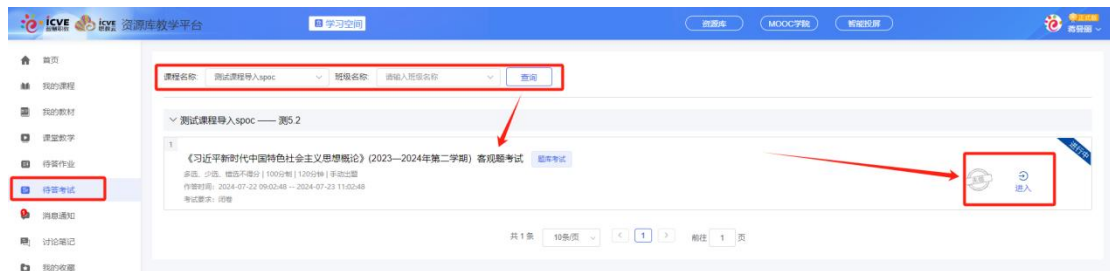 icve 智慧职教 icve 资源库教学平台 学习空间 资源库 MOOC学院 智能投屏
首页
我的课程
我的教材
课堂教学
待答作业
待答考试
消息通知
讨论笔记
我的收藏
课程名称: 测试课程导入spoc 班级名称: 请输入班级名称 查询
测试课程导入spoc —— 测5.2
1
《习近平新时代中国特色社会主义思想概论》(2023—2024年第二学期) 客观题考试 题库考试
多选、少选、错选不得分 | 100分制 | 120分钟 | 手动出题
作答时间: 2024-07-22 09:02:48 -- 2024-07-23 11:02:48
考试要求: 闭卷
进行中
进入
共 1 条 10条/页 < 1 > 前往 1 页